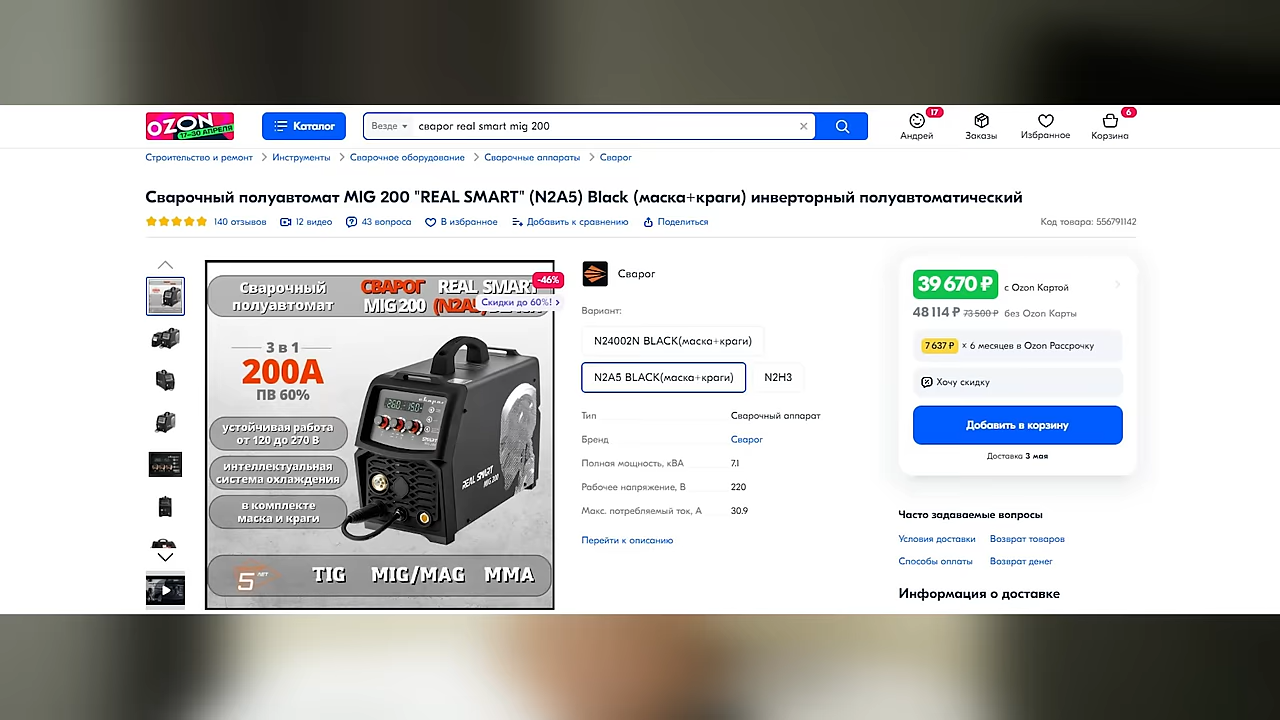 OZON
17-30 АПРЕЛЯ
Каталог
Везде
сварог real smart mig 200
17
Андрей
Заказы
Избранное
6
Корзина
Строительство и ремонт > Инструменты > Сварочное оборудование > Сварочные аппараты > Сварог
Сварочный полуавтомат MIG 200 "REAL SMART" (N2A5) Black (маска+краги) инверторный полуавтоматический
140 отзывов
12 видео
43 вопроса
В избранное
Добавить к сравнению
Поделиться
Код товара: 556791142
Сварочный
полуавтомат
СВАРОГ REAL SMART
MIG 200 (N2A5) BLACK
-46%
Скидки до 60%! >
3 в 1
200А
ПВ 60%
устойчивая работа
от 120 до 270 В
интеллектуальная
система охлаждения
в комплекте
маска и краги
REAL SMART
MIG 200
5 ЛЕТ
TIG MIG/MAG MMA
Сварог
Вариант:
N24002N BLACK(маска+краги)
N2A5 BLACK(маска+краги)
N2H3
Тип Сварочный аппарат
Бренд Сварог
Полная мощность, кВА 7.1
Рабочее напряжение, В 220
Макс. потребляемый ток, А 30.9
Перейти к описанию
39 670 ₽ с Ozon Картой
48 114 ₽ 73 500 ₽ без Ozon Карты
7 637 ₽ × 6 месяцев в Ozon Рассрочку
Хочу скидку
Добавить в корзину
Доставка 3 мая
Часто задаваемые вопросы
Условия доставки Возврат товаров
Способы оплаты Возврат денег
Информация о доставке